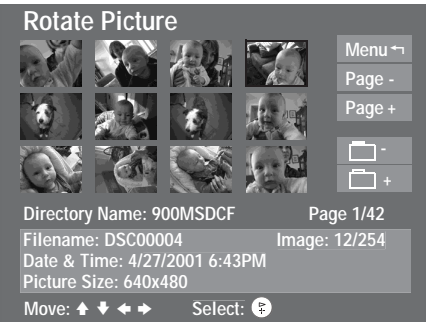 Rotate Picture
Menu
Page -
Page +
-
+
Directory Name: 900MSDCF Page 1/42
Filename: DSC00004 Image: 12/254
Date & Time: 4/27/2001 6:43PM
Picture Size: 640x480
Move: Select: